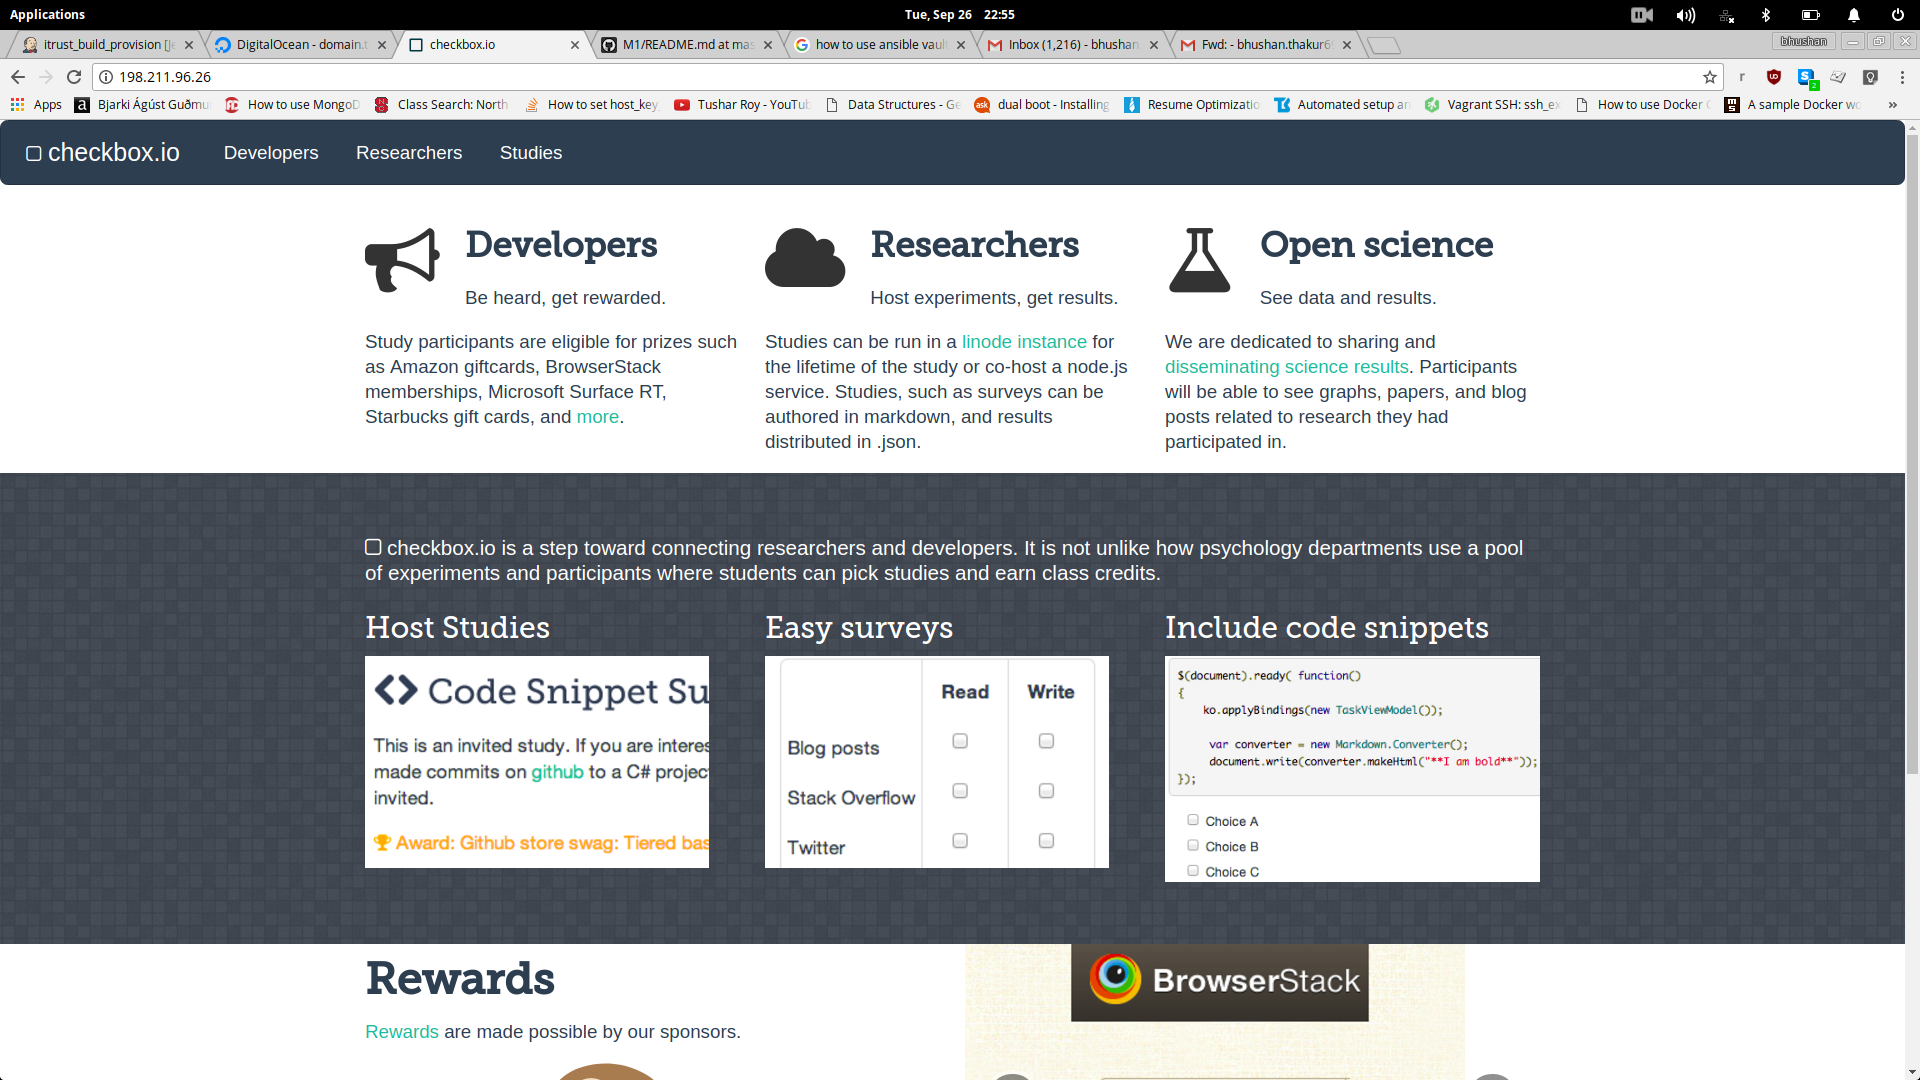 Applications
Tue, Sep 26 22:55
itrust_build_provision [Je
DigitalOcean - domain.t
checkbox.io
M1/README.md at mas
how to use ansible vaul
Inbox (1,216) - bhushan.
Fwd: - bhushan.thakur69
bhushan
198.211.96.26
Apps
Bjarki Ágúst Guðmu
How to use MongoD
Class Search: North
How to set host_key
Tushar Roy - YouTub
Data Structures - Ge
dual boot - Installing
Resume Optimizatio
Automated setup an
Vagrant SSH: ssh_ex
How to use Docker C
A sample Docker wo
»
checkbox.io
Developers
Researchers
Studies
Developers
Be heard, get rewarded.
Study participants are eligible for prizes such
as Amazon giftcards, BrowserStack
memberships, Microsoft Surface RT,
Starbucks gift cards, and more.
Researchers
Host experiments, get results.
Studies can be run in a linode instance for
the lifetime of the study or co-host a node.js
service. Studies, such as surveys can be
authored in markdown, and results
distributed in .json.
Open science
See data and results.
We are dedicated to sharing and
disseminating science results. Participants
will be able to see graphs, papers, and blog
posts related to research they had
participated in.
checkbox.io is a step toward connecting researchers and developers. It is not unlike how psychology departments use a pool
of experiments and participants where students can pick studies and earn class credits.
Host Studies
<> Code Snippet Su
This is an invited study. If you are interes
made commits on github to a C# projec
invited.
Award: Github store swag: Tiered bas
Easy surveys
Read Write
Blog posts
Stack Overflow
Twitter
Include code snippets
$(document).ready( function()
{
ko.applyBindings(new TaskViewModel());
var converter = new Markdown.Converter();
document.write(converter.makeHtml("**I am bold**"));
});
Choice A
Choice B
Choice C
Rewards
Rewards are made possible by our sponsors.
BrowserStack